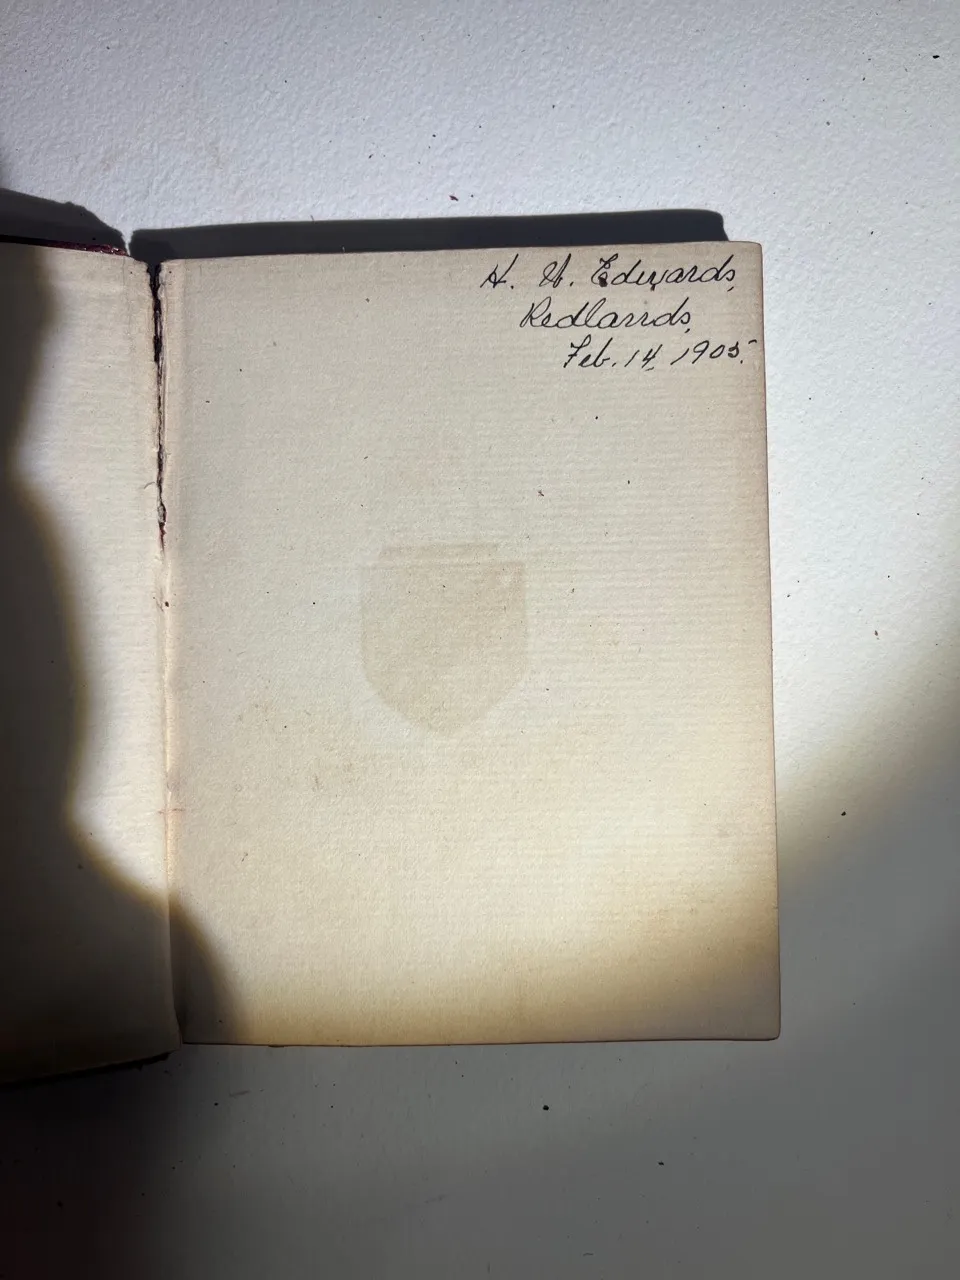 H. W. Edwards,
Redlands,
Feb. 14, 1905.